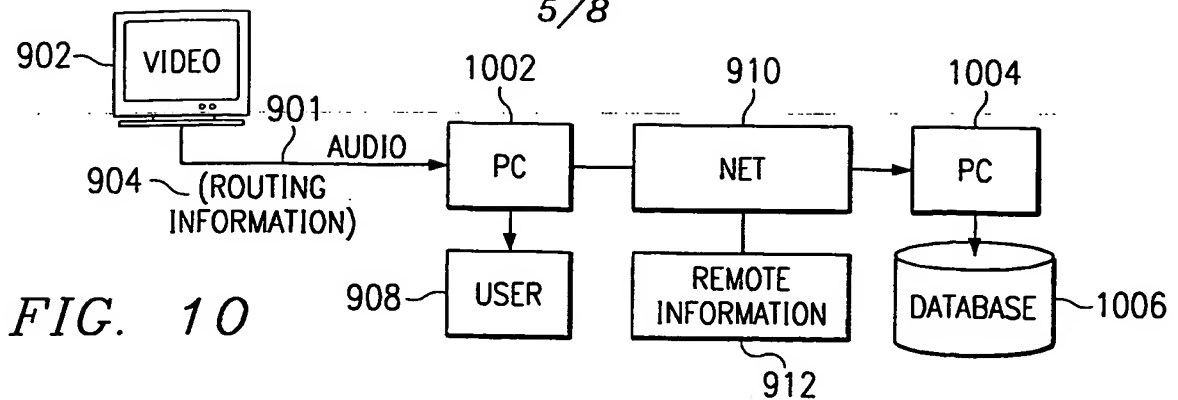 5/8
902
VIDEO
901
AUDIO
904
(ROUTING
INFORMATION)
1002
PC
910
NET
1004
PC
908
USER
REMOTE
INFORMATION
912
DATABASE
1006
FIG. 10